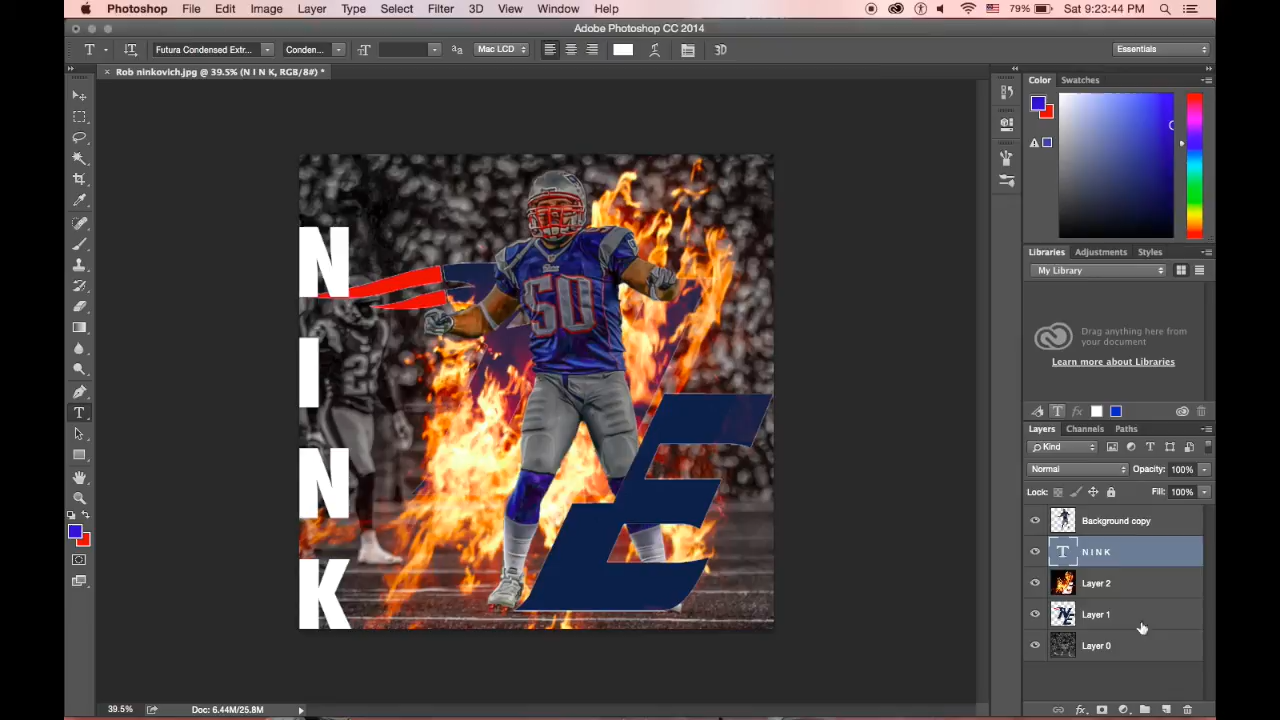 Photoshop File Edit Image Layer Type Select Filter 3D View Window Help 79% Sat 9:23:44 PM
Adobe Photoshop CC 2014
T Futura Condensed Extr... Conden... Mac LCD 3D Essentials
× Rob ninkovich.jpg @ 39.5% (N I N K, RGB/8#) *
Color Swatches
Libraries Adjustments Styles
My Library
Drag anything here from
your document
Learn more about Libraries
Layers Channels Paths
Kind
Normal Opacity: 100%
Lock: Fill: 100%
Background copy
T N I N K
Layer 2
Layer 1
Layer 0
N
I
N
K
50
E
39.5% Doc: 6.44M/25.8M